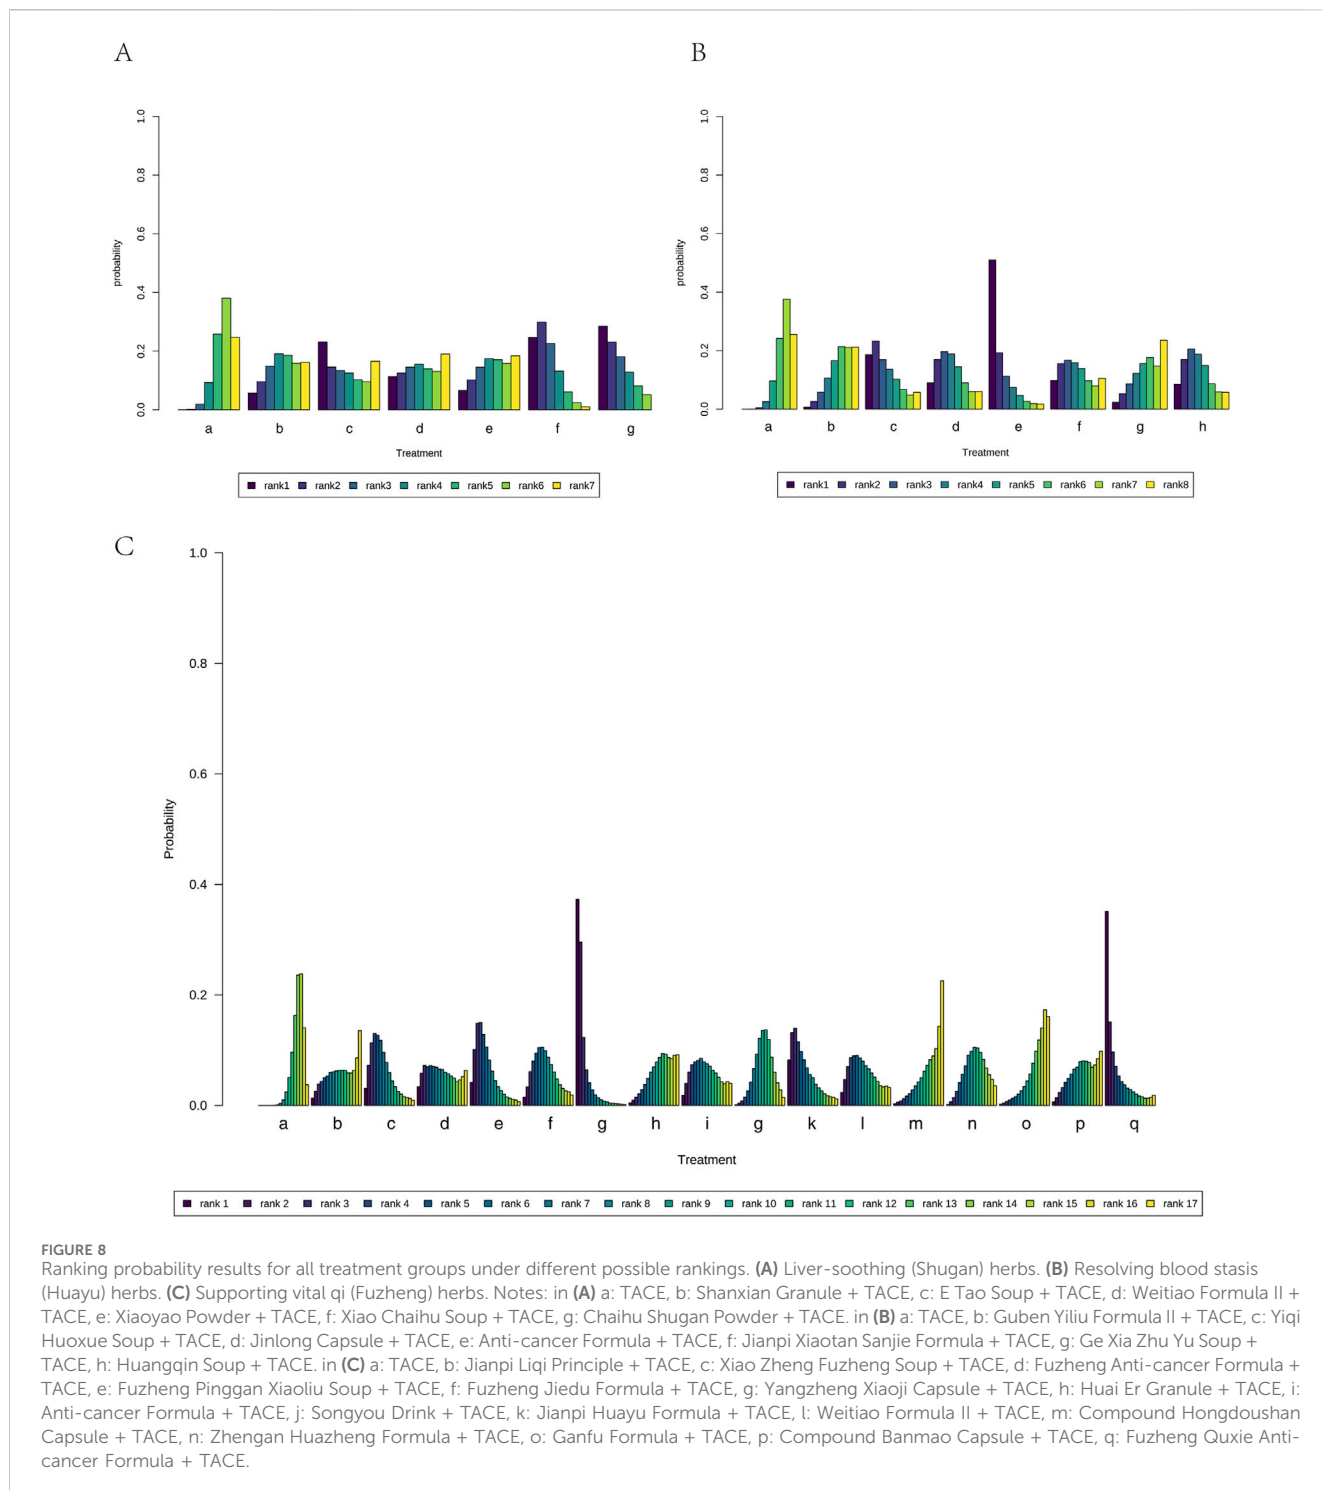 A
B
1.0
0.8
0.6
0.4
0.2
0.0
probability
a b c d e f g
Treatment
rank1 rank2 rank3 rank4 rank5 rank6 rank7
1.0
0.8
0.6
0.4
0.2
0.0
probability
a b c d e f g h
Treatment
rank1 rank2 rank3 rank4 rank5 rank6 rank7 rank8
C
1.0
0.8
0.6
0.4
0.2
0.0
Probability
a b c d e f g h i g k l m n o p q
Treatment
rank 1 rank 2 rank 3 rank 4 rank 5 rank 6 rank 7 rank 8 rank 9 rank 10 rank 11 rank 12 rank 13 rank 14 rank 15 rank 16 rank 17
FIGURE 8
Ranking probability results for all treatment groups under different possible rankings. (A) Liver-soothing (Shugan) herbs. (B) Resolving blood stasis
(Huayu) herbs. (C) Supporting vital qi (Fuzheng) herbs. Notes: in (A) a: TACE, b: Shanxian Granule + TACE, c: E Tao Soup + TACE, d: Weitiao Formula II +
TACE, e: Xiaoyao Powder + TACE, f: Xiao Chaihu Soup + TACE, g: Chaihu Shugan Powder + TACE. in (B) a: TACE, b: Guben Yiliu Formula II + TACE, c: Yiqi
Huoxue Soup + TACE, d: Jinlong Capsule + TACE, e: Anti-cancer Formula + TACE, f: Jianpi Xiaotan Sanjie Formula + TACE, g: Ge Xia Zhu Yu Soup +
TACE, h: Huangqin Soup + TACE. in (C) a: TACE, b: Jianpi Liqi Principle + TACE, c: Xiao Zheng Fuzheng Soup + TACE, d: Fuzheng Anti-cancer Formula +
TACE, e: Fuzheng Pinggan Xiaoliu Soup + TACE, f: Fuzheng Jiedu Formula + TACE, g: Yangzheng Xiaoji Capsule + TACE, h: Huai Er Granule + TACE, i:
Anti-cancer Formula + TACE, j: Songyou Drink + TACE, k: Jianpi Huayu Formula + TACE, l: Weitiao Formula II + TACE, m: Compound Hongdoushan
Capsule + TACE, n: Zhengan Huazheng Formula + TACE, o: Ganfu Formula + TACE, p: Compound Banmao Capsule + TACE, q: Fuzheng Quxie Anti-
cancer Formula + TACE.